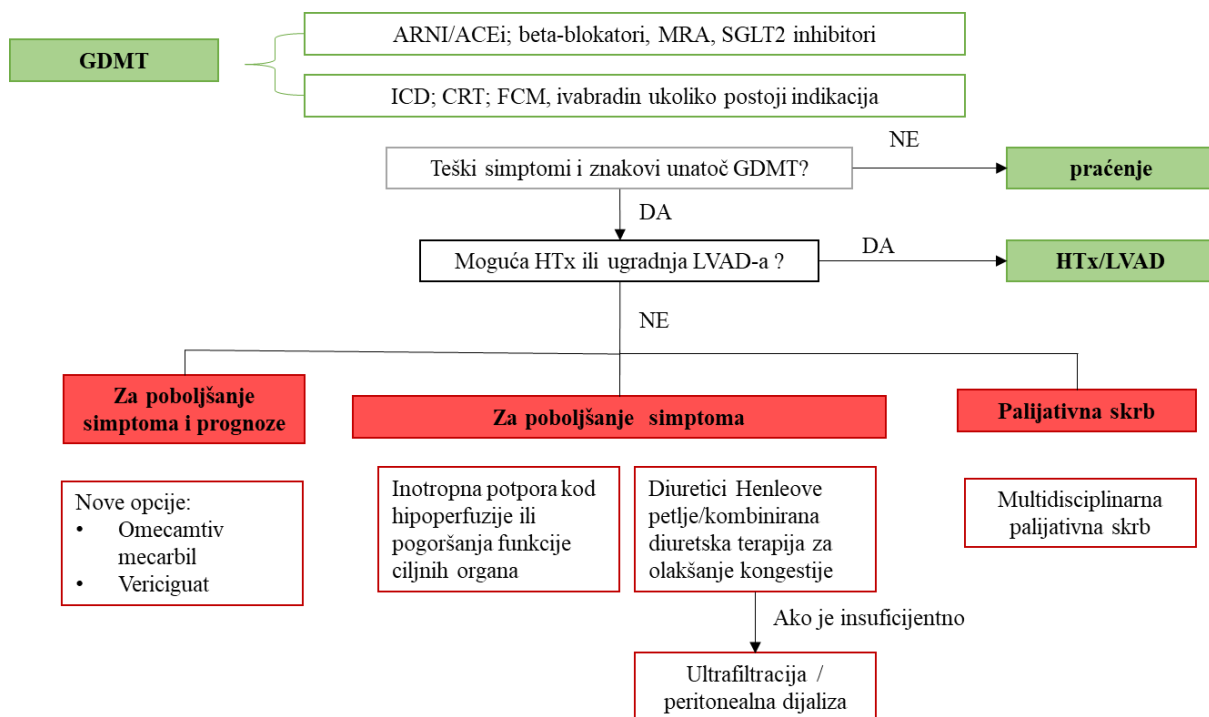 ARNI/ACEi; beta-blokatori, MRA, SGLT2 inhibitori
GDMT
ICD; CRT; FCM, ivabradin ukoliko postoji indikacija
NE
Teški simptomi i znakovi unatoč GDMT?
praćenje
DA
DA
Moguća HTx ili ugradnja LVAD-a ?
HTx/LVAD
NE
Za poboljšanje
simptoma i prognoze
Za poboljšanje simptoma
Palijativna skrb
Nove opcije:
• Omecamtiv
mecarbil
• Vericiguat
Inotropna potpora kod
hipoperfuzije ili
pogoršanja funkcije
ciljnih organa
Diuretici Henleove
petlje/kombinirana
diuretska terapija za
olakšanje kongestije
Multidisciplinarna
palijativna skrb
Ako je insuficijentno
Ultrafiltracija /
peritonealna dijaliza